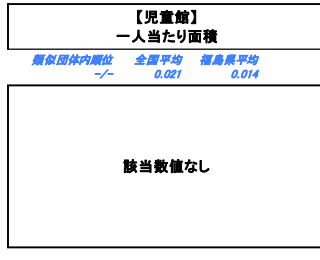 【児童館】
一人当たり面積
類似団体内順位 全国平均 福島県平均
-/- 0.021 0.014
該当数値なし